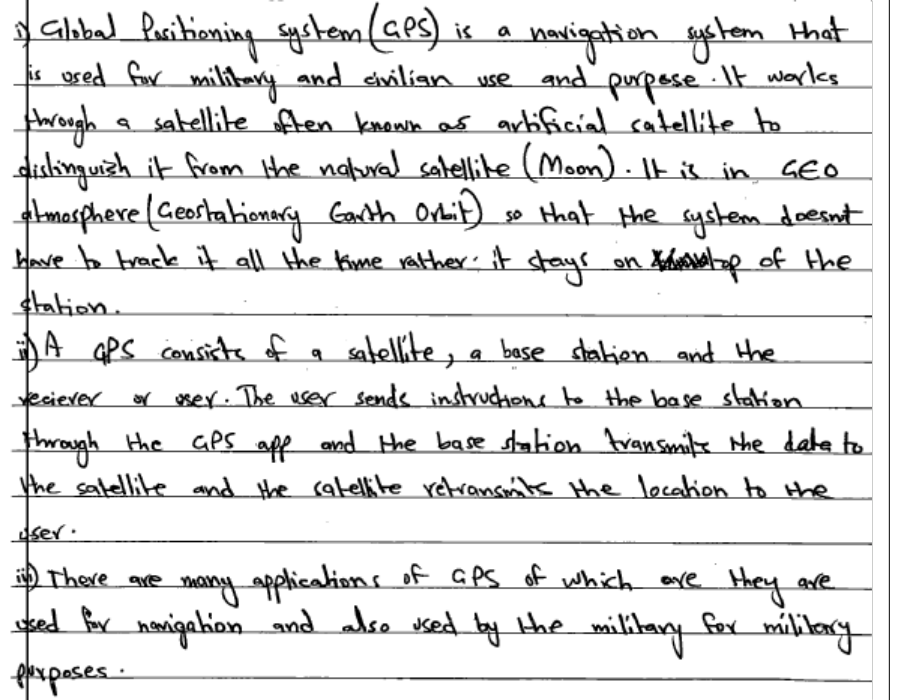 i) Global Positioning system (GPS) is a navigation system that
is used for military and civilian use and purpose. It works
through a satellite often known as artificial satellite to
distinguish it from the natural satellite (Moon). It is in GEO
atmosphere (Geostationary Earth Orbit) so that the system doesnt
have to track it all the time rather it stays on top of the
station.
ii) A GPS consists of a satellite, a base station and the
reciever or user. The user sends instructions to the base station
through the GPS app and the base station transmits the data to
the satellite and the satellite retransmits the location to the
user.
iii) There are many applications of GPS of which are they are
used for navigation and also used by the military for military
purposes.